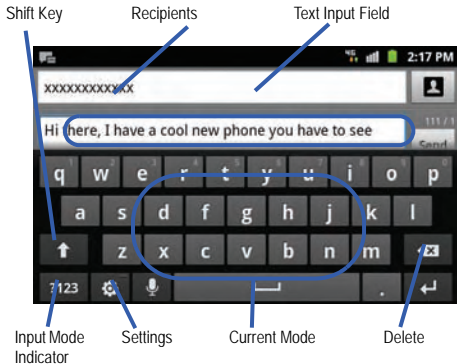 Shift Key Recipients Text Input Field
4G 2:17 PM
xxxxxxxxxxxx
111 / 1
Hi there, I have a cool new phone you have to see
Send
q w e r t y u i o p
a s d f g h j k l
z x c v b n m
?123 .
Input Mode Indicator Settings Current Mode Delete